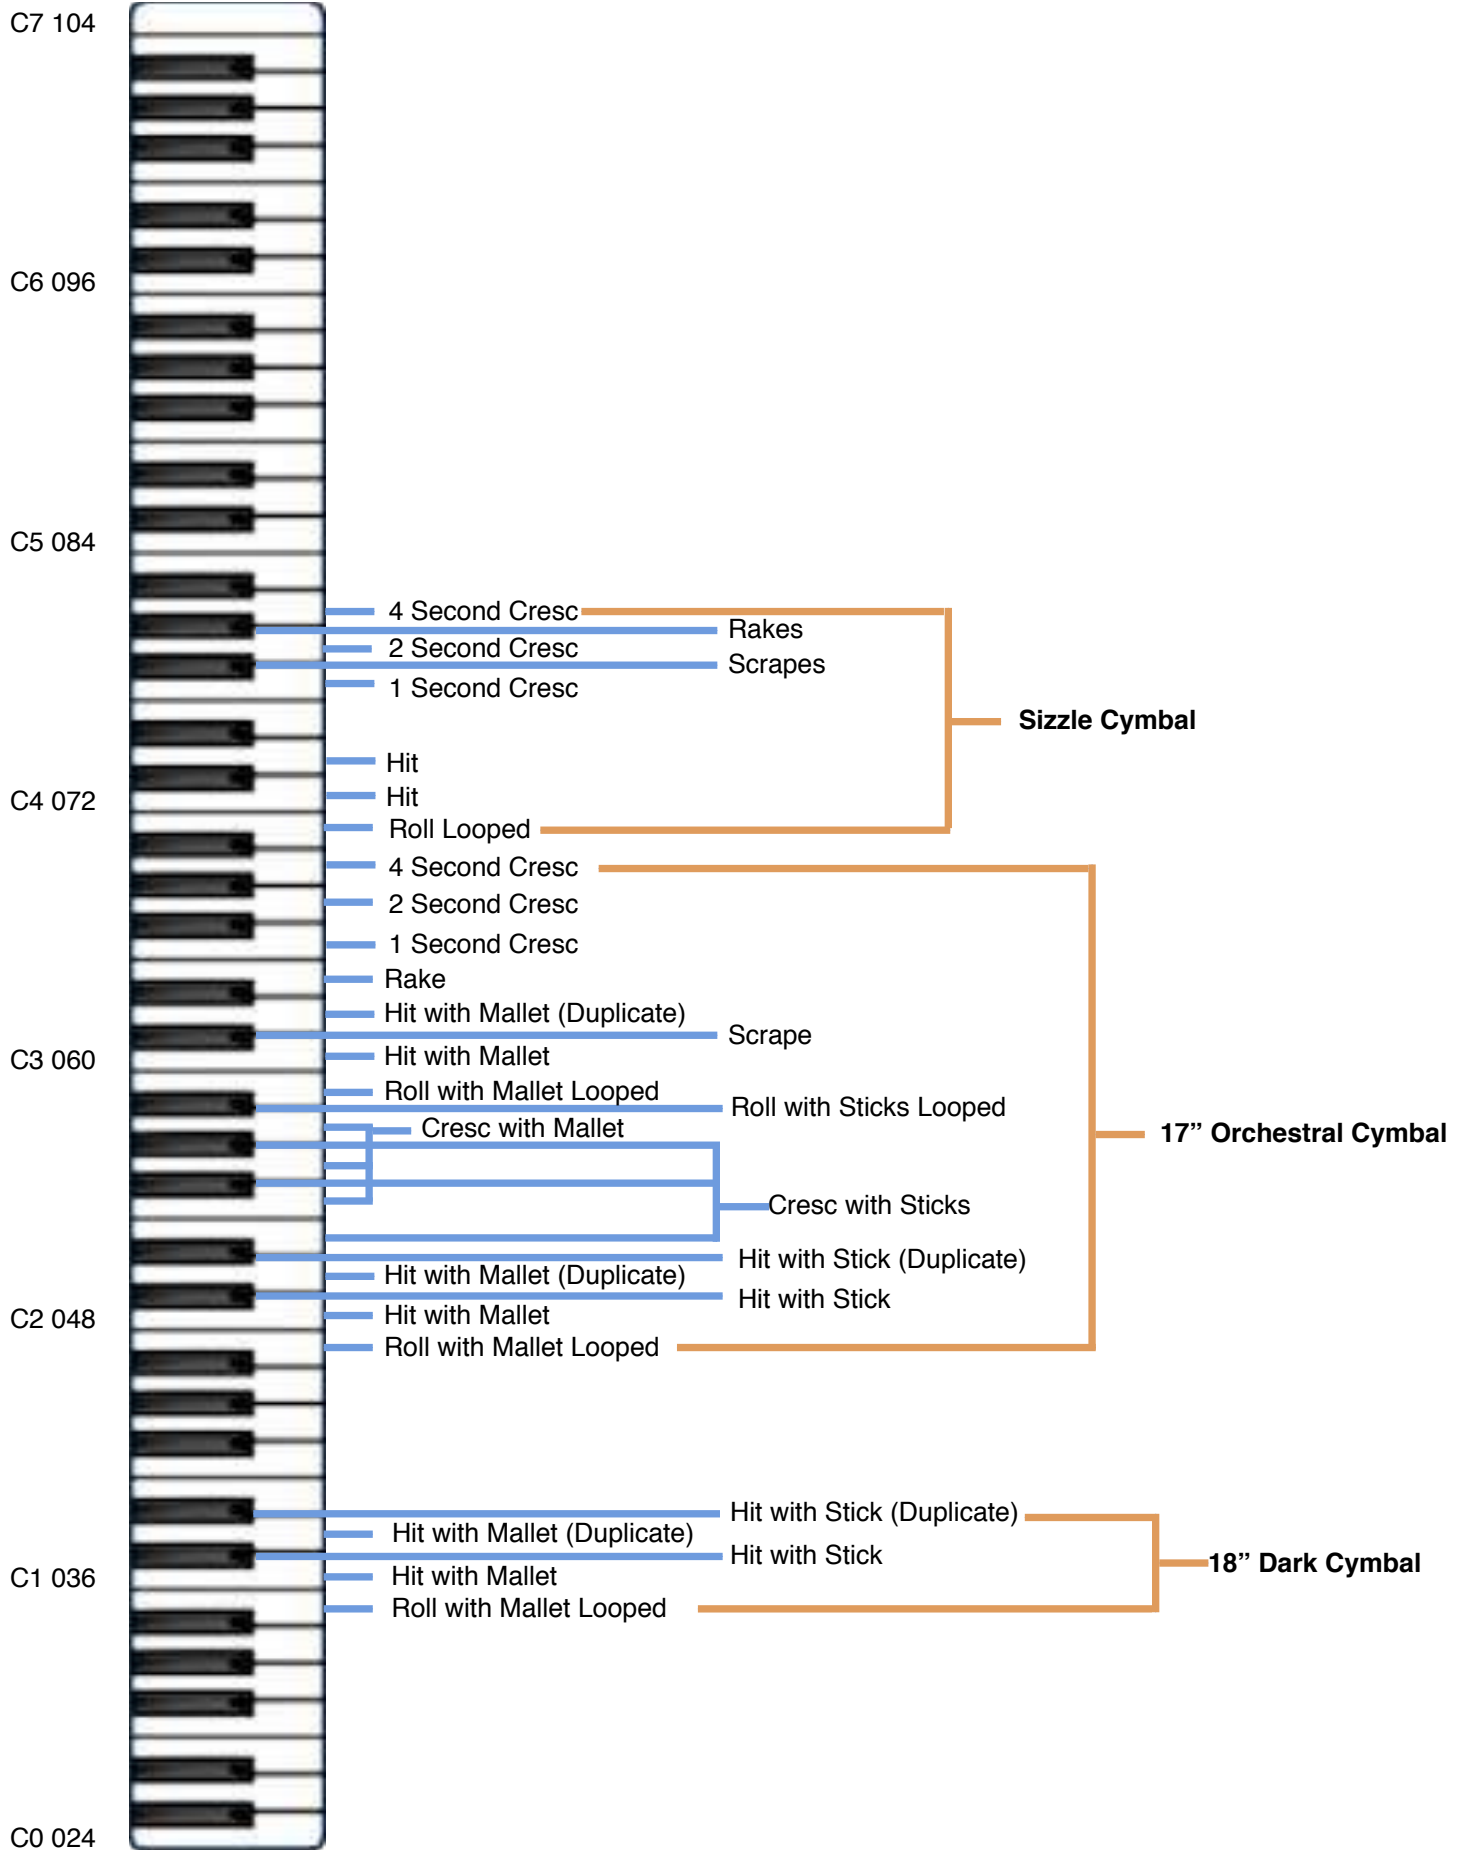 C7 104
C6 096
C5 084
4 Second Cresc
Rakes
2 Second Cresc
Scrapes
1 Second Cresc
Sizzle Cymbal
Hit
Hit
C4 072
Roll Looped
4 Second Cresc
2 Second Cresc
1 Second Cresc
Rake
Hit with Mallet (Duplicate)
Scrape
C3 060
Hit with Mallet
Roll with Mallet Looped
Roll with Sticks Looped
Cresc with Mallet
17” Orchestral Cymbal
Cresc with Sticks
Hit with Stick (Duplicate)
Hit with Mallet (Duplicate)
Hit with Stick
C2 048
Hit with Mallet
Roll with Mallet Looped
Hit with Stick (Duplicate)
Hit with Mallet (Duplicate)
Hit with Stick
18” Dark Cymbal
C1 036
Hit with Mallet
Roll with Mallet Looped
C0 024